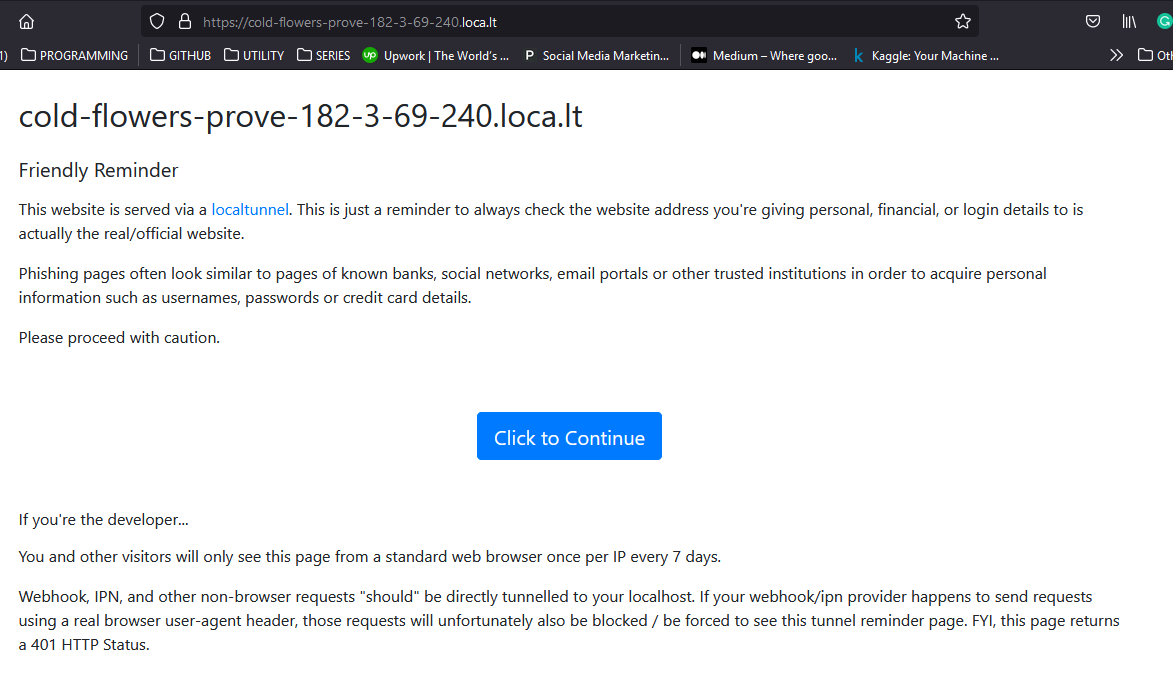 https://cold-flowers-prove-182-3-69-240.loca.lt
1) PROGRAMMING GITHUB UTILITY SERIES up Upwork | The World's ... P Social Media Marketin... Medium – Where goo... k Kaggle: Your Machine ... Oth
cold-flowers-prove-182-3-69-240.loca.lt
Friendly Reminder
This website is served via a localtunnel. This is just a reminder to always check the website address you're giving personal, financial, or login details to is
actually the real/official website.
Phishing pages often look similar to pages of known banks, social networks, email portals or other trusted institutions in order to acquire personal
information such as usernames, passwords or credit card details.
Please proceed with caution.
Click to Continue
If you're the developer...
You and other visitors will only see this page from a standard web browser once per IP every 7 days.
Webhook, IPN, and other non-browser requests "should" be directly tunnelled to your localhost. If your webhook/ipn provider happens to send requests
using a real browser user-agent header, those requests will unfortunately also be blocked / be forced to see this tunnel reminder page. FYI, this page returns
a 401 HTTP Status.